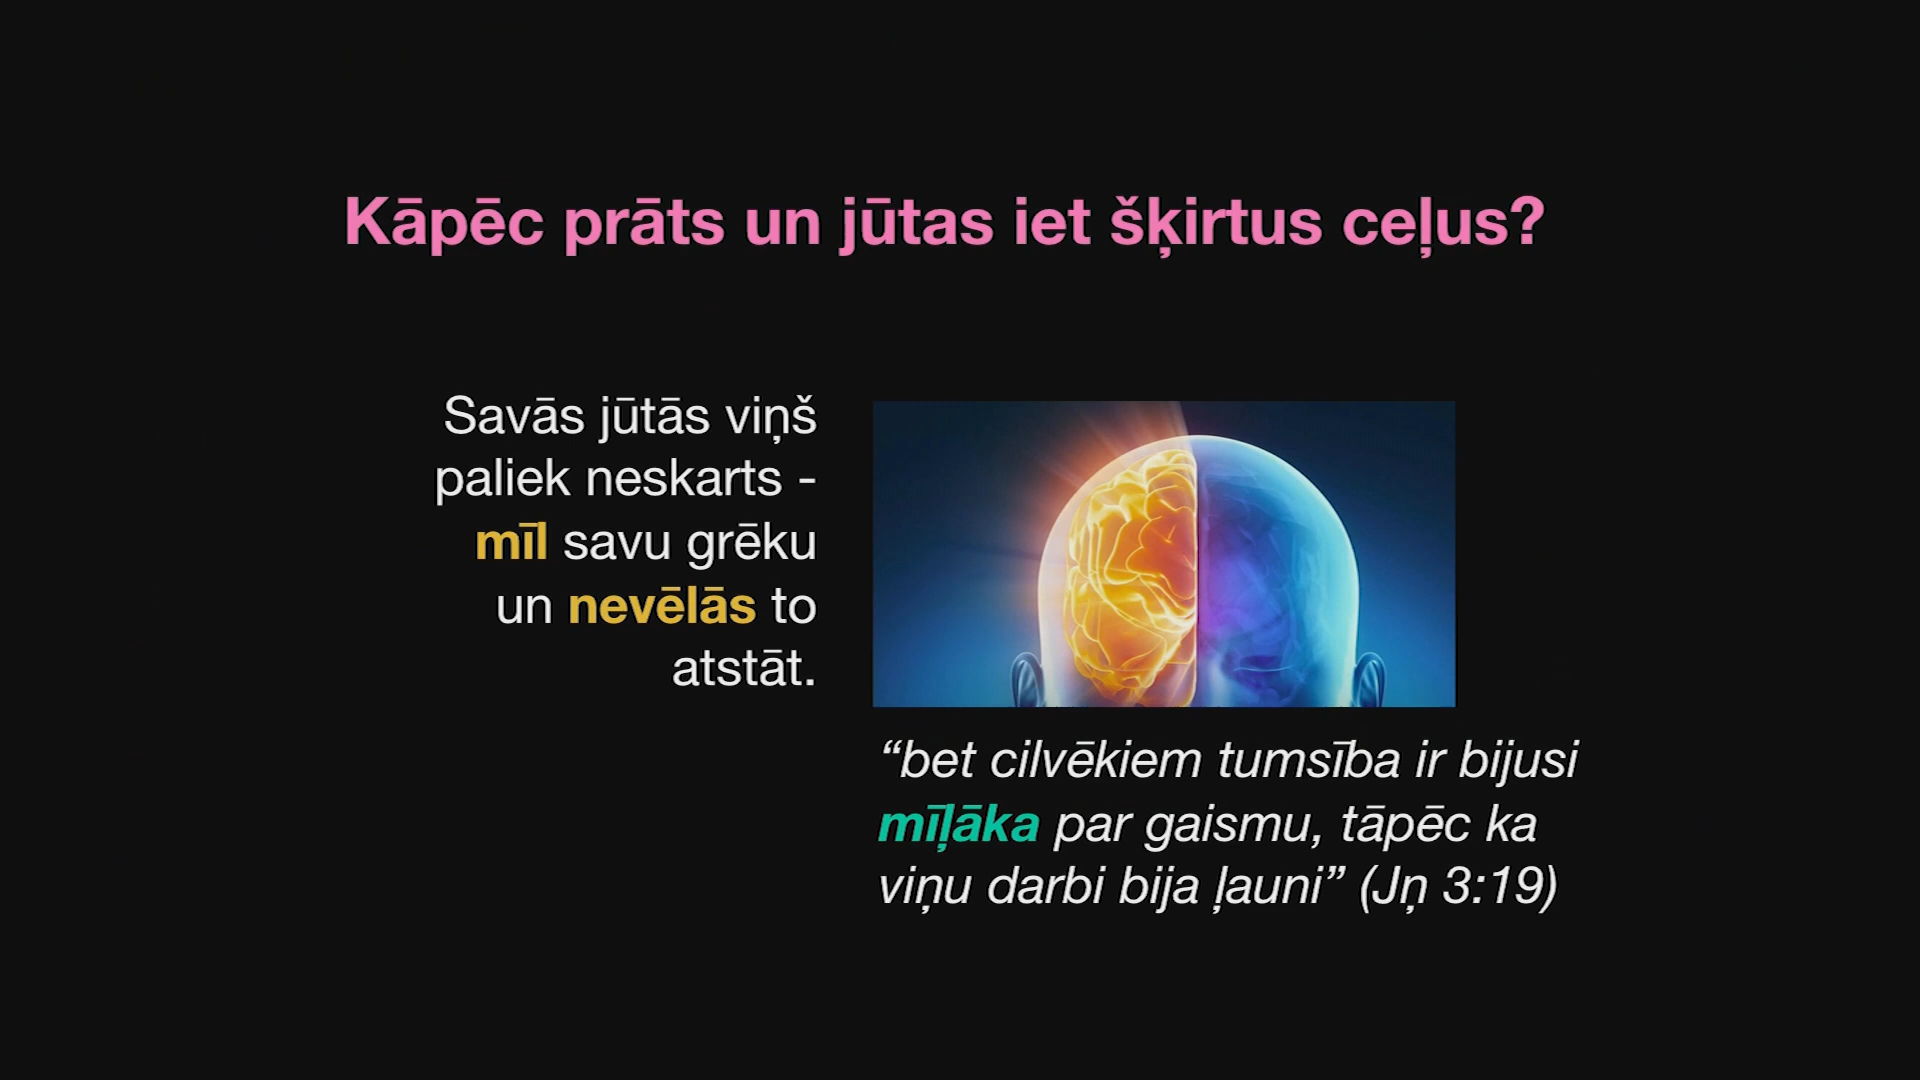 Kāpēc prāts un jūtas iet šķirtus ceļus?
Savās jūtās viņš
paliek neskarts -
mīl savu grēku
un nevēlās to
atstāt.
“bet cilvēkiem tumsība ir bijusi
mīļāka par gaismu, tāpēc ka
viņu darbi bija ļauni” (Jņ 3:19)